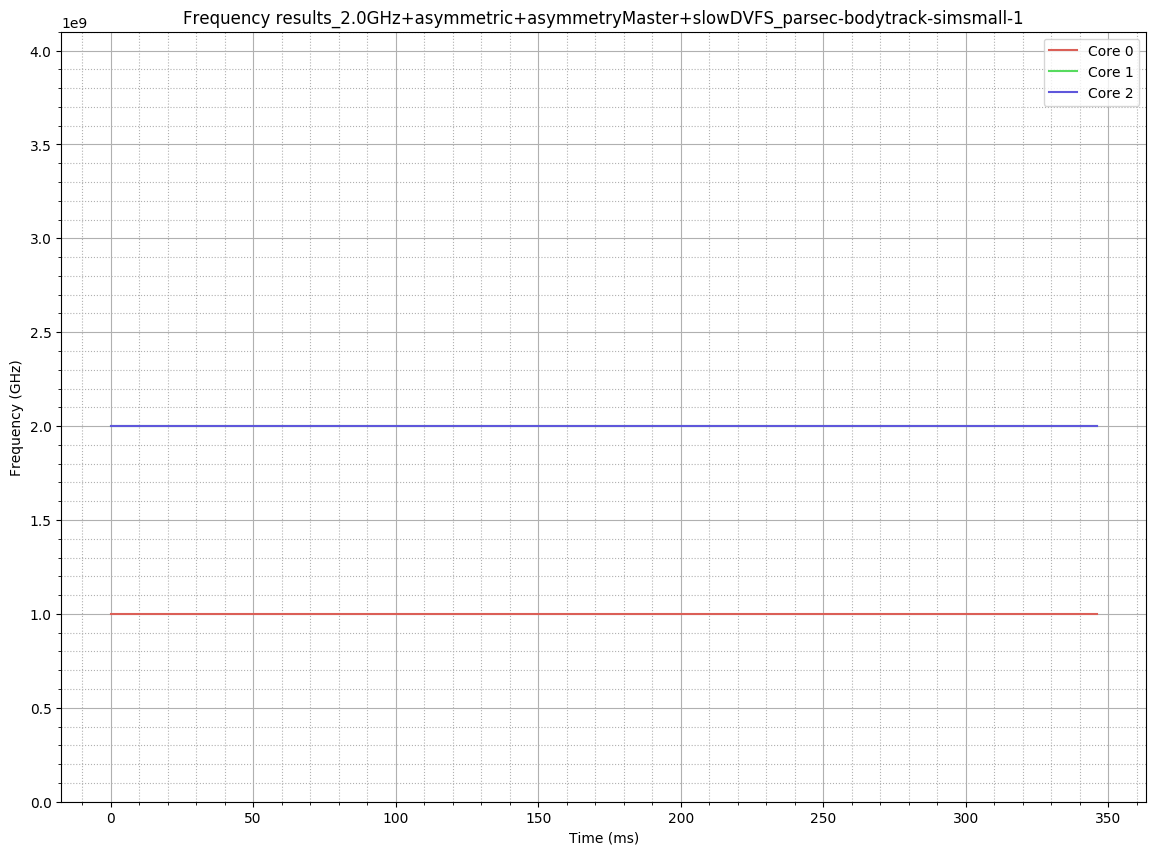 Frequency results_2.0GHz+asymmetric+asymmetryMaster+slowDVFS_parsec-bodytrack-simsmall-1
1e9
Core 0
Core 1
Core 2
Frequency (GHz)
4.0
3.5
3.0
2.5
2.0
1.5
1.0
0.5
0.0
0 50 100 150 200 250 300 350
Time (ms)